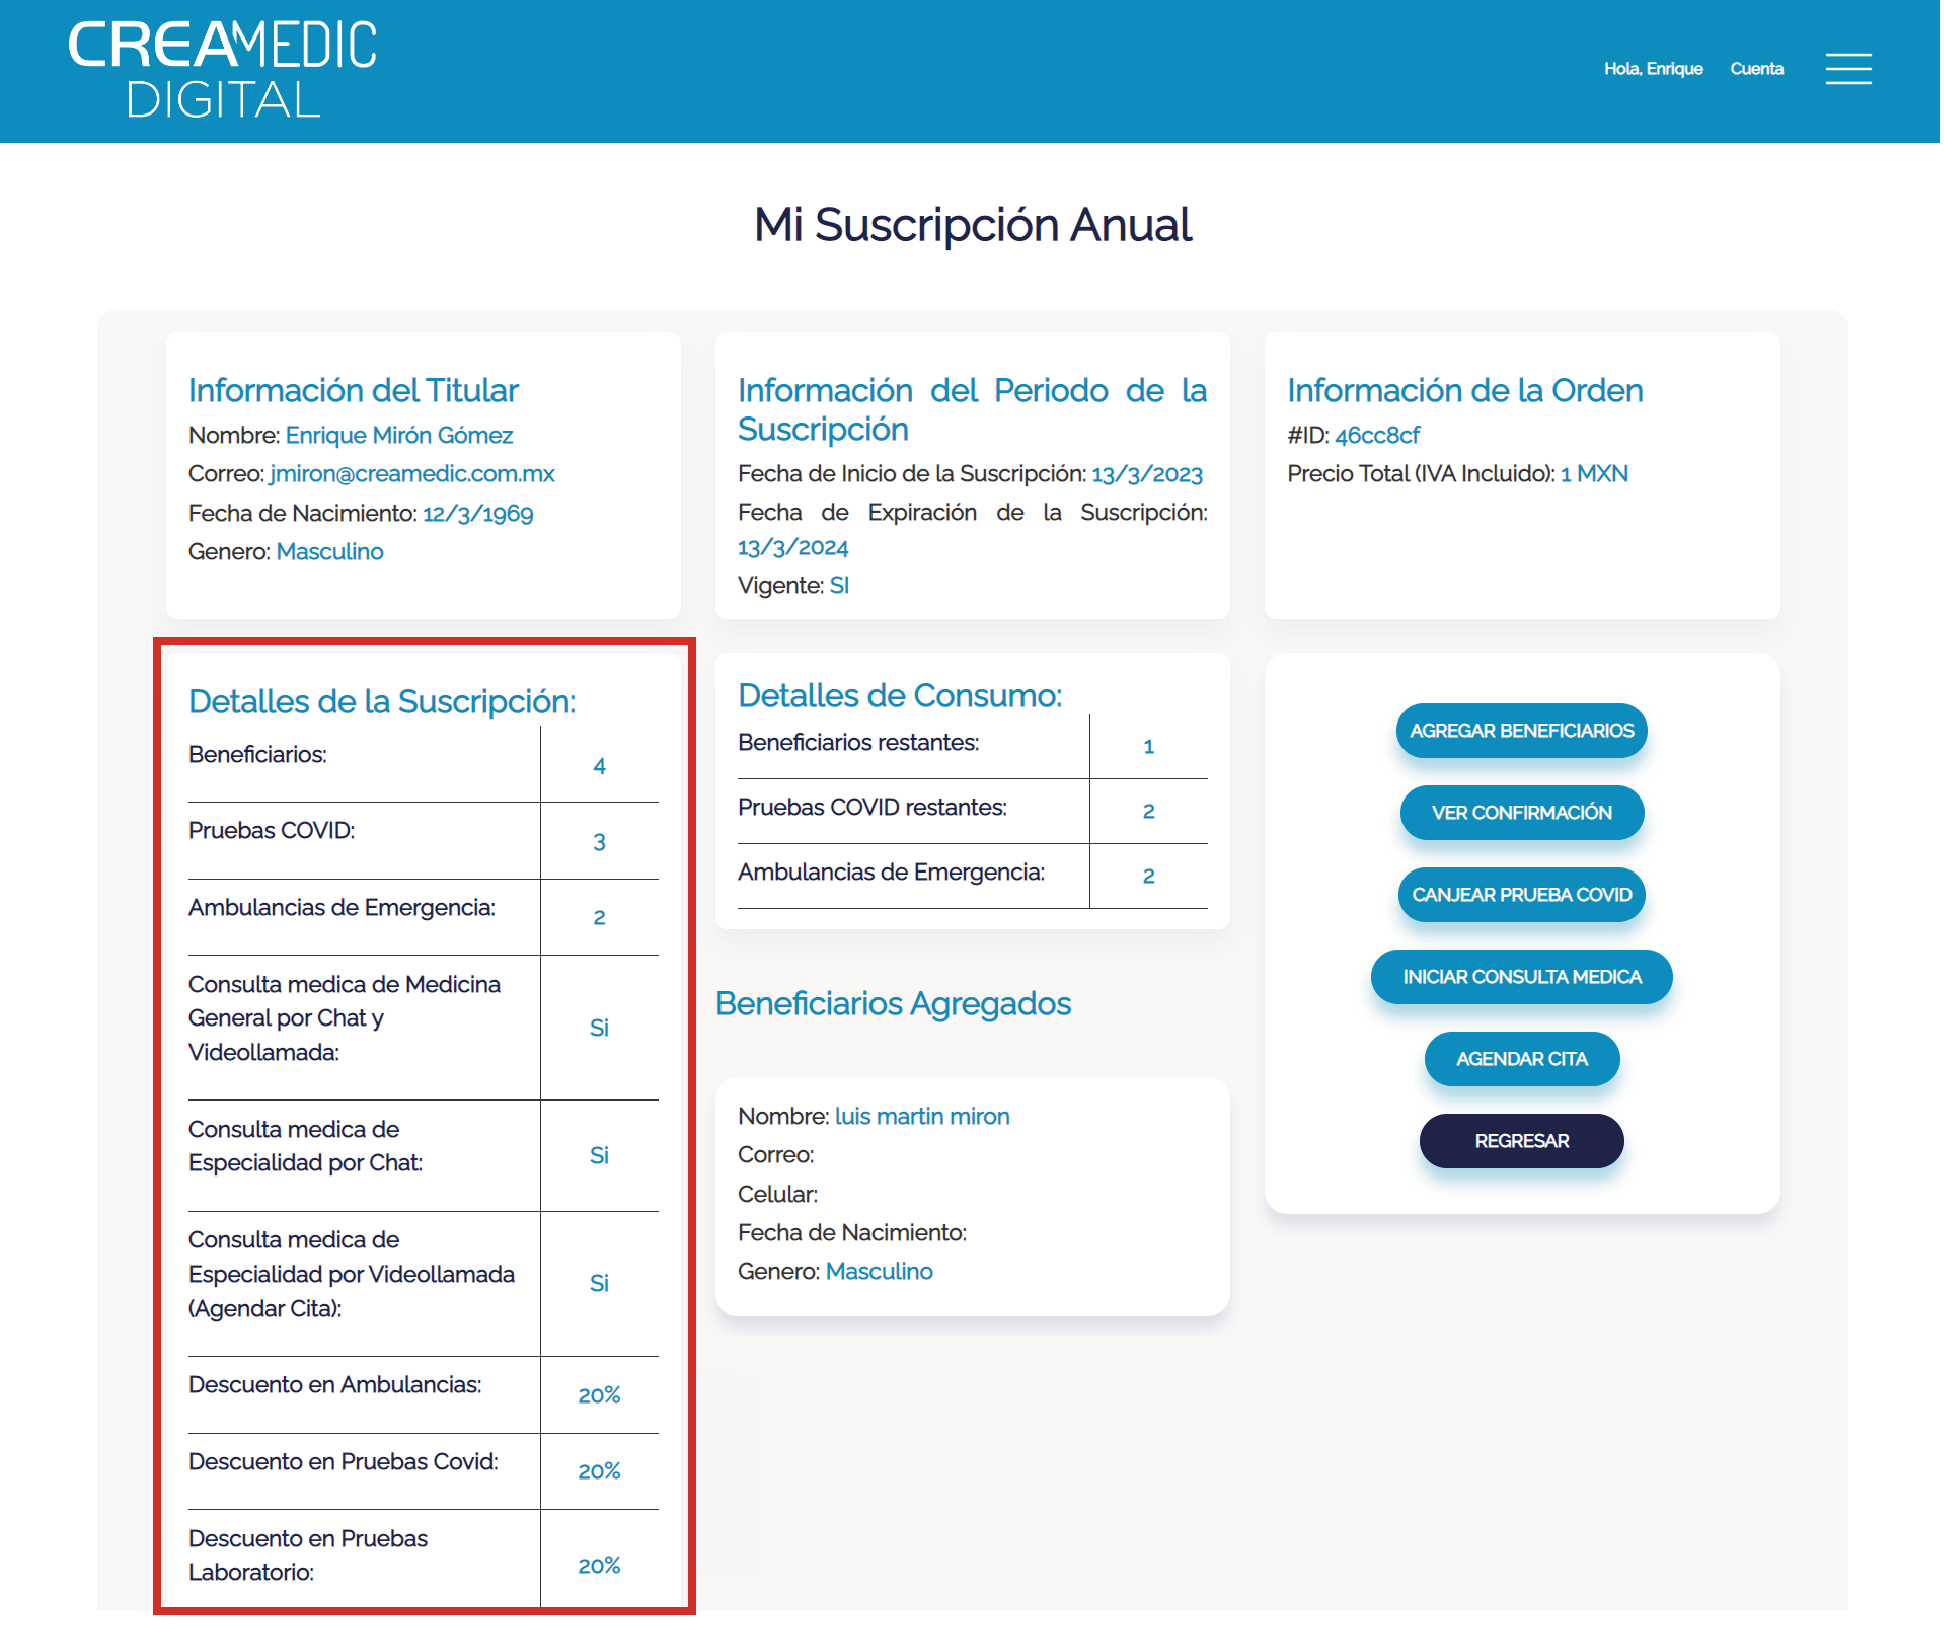 CREAMEDIC
DIGITAL
Hola, Enrique
Cuenta
Mi Suscripción Anual
Información del Titular
Nombre: Enrique Mirón Gómez
Correo: jmiron@creamedic.com.mx
Fecha de Nacimiento: 12/3/1969
Genero: Masculino
Información del Periodo de la
Suscripción
Fecha de Inicio de la Suscripción: 13/3/2023
Fecha de Expiración de la Suscripción:
13/3/2024
Vigente: SI
Información de la Orden
#ID: 46cc8cf
Precio Total (IVA Incluido): 1 MXN
Detalles de la Suscripción:
Beneficiarios:
4
Pruebas COVID:
3
Ambulancias de Emergencia:
2
Consulta medica de Medicina
General por Chat y
Videollamada:
Si
Consulta medica de
Especialidad por Chat:
Si
Consulta medica de
Especialidad por Videollamada
(Agendar Cita):
Si
Descuento en Ambulancias:
20%
Descuento en Pruebas Covid:
20%
Descuento en Pruebas
Laboratorio:
20%
Detalles de Consumo:
Beneficiarios restantes:
1
Pruebas COVID restantes:
2
Ambulancias de Emergencia:
2
Beneficiarios Agregados
Nombre: luis martin miron
Correo:
Celular:
Fecha de Nacimiento:
Genero: Masculino
AGREGAR BENEFICIARIOS
VER CONFIRMACIÓN
CANJEAR PRUEBA COVID
INICIAR CONSULTA MEDICA
AGENDAR CITA
REGRESAR